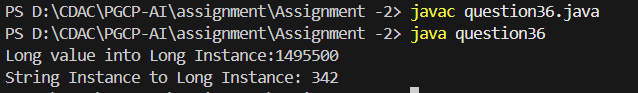 PS D:\CDAC\PGCP-AI\assignment\Assignment -2> javac question36.java
PS D:\CDAC\PGCP-AI\assignment\Assignment -2> java question36
Long value into Long Instance:1495500
String Instance to Long Instance: 342